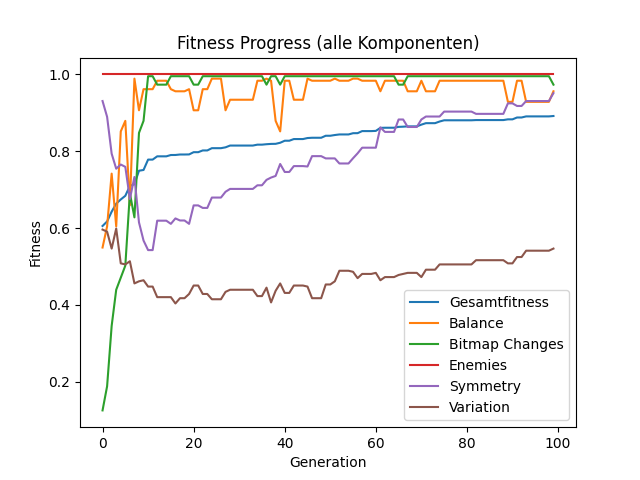 Fitness Progress (alle Komponenten)
1.0
0.8
0.6
0.4
0.2
Fitness
0 20 40 60 80 100
Generation
Gesamtfitness
Balance
Bitmap Changes
Enemies
Symmetry
Variation